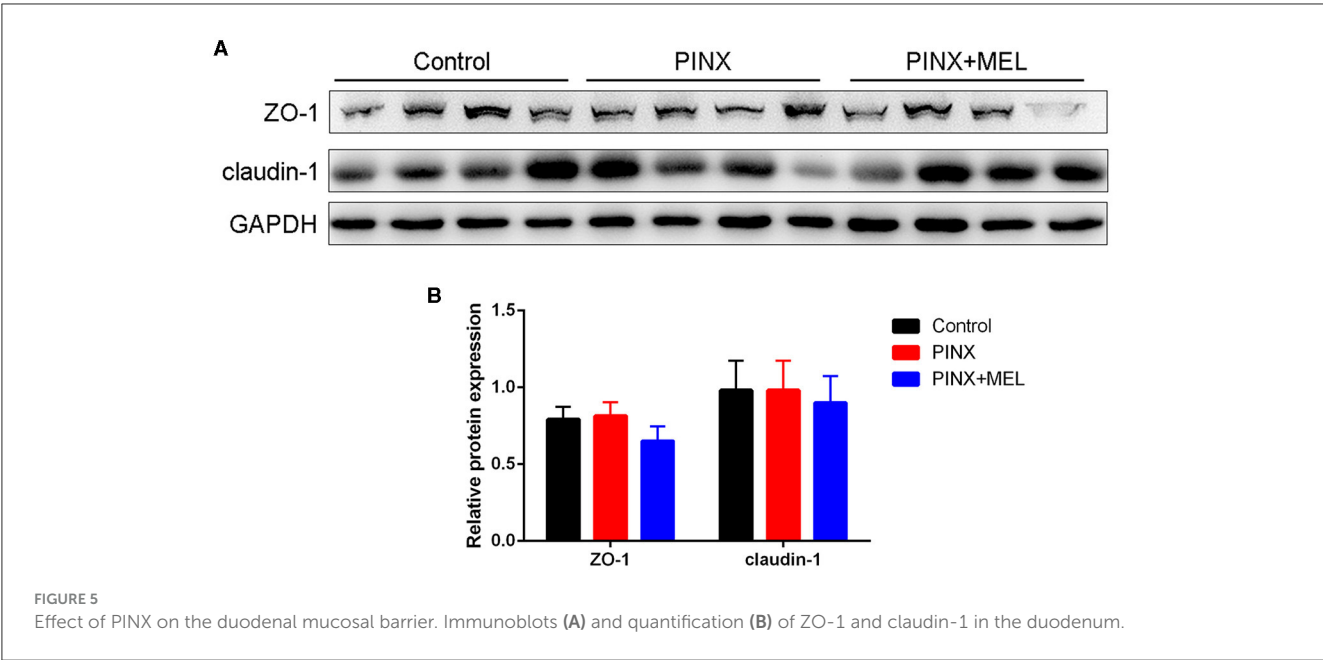 A
Control PINX PINX+MEL
ZO-1
claudin-1
GAPDH
B
Relative protein expression
1.5
1.0
0.5
0.0
ZO-1 claudin-1
Control
PINX
PINX+MEL
FIGURE 5
Effect of PINX on the duodenal mucosal barrier. Immunoblots (A) and quantification (B) of ZO-1 and claudin-1 in the duodenum.